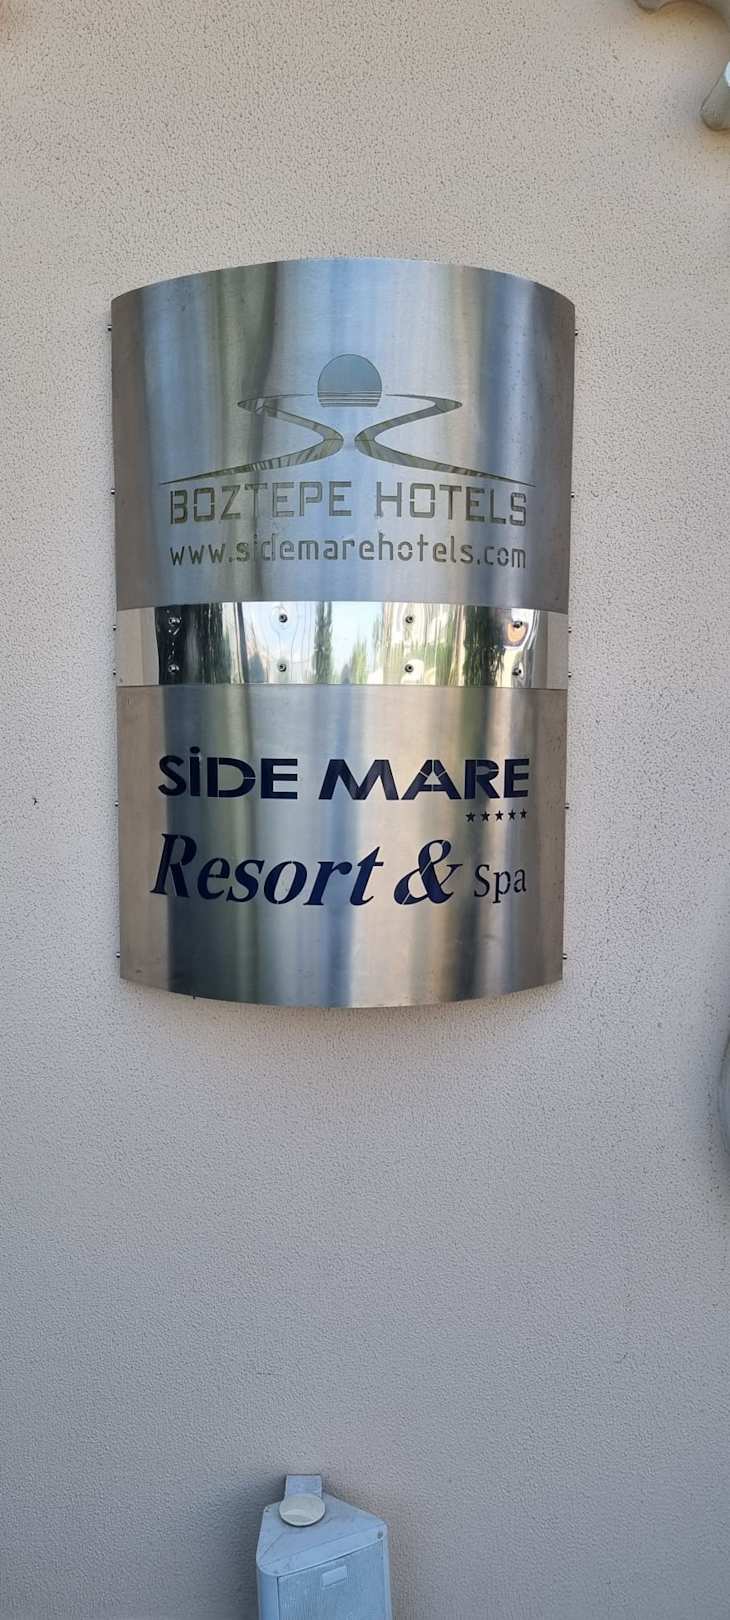 BOZTEPE HOTELS
www.sidemarehotels.com
SİDE MARE
★★★★★
Resort & Spa